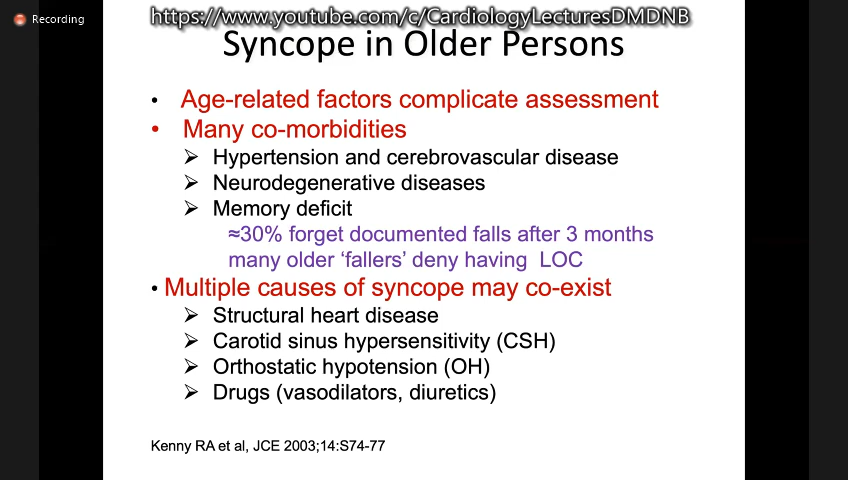 Recording
https://www.youtube.com/c/CardiologyLecturesDMDNB
Syncope in Older Persons
• Age-related factors complicate assessment
• Many co-morbidities
➢ Hypertension and cerebrovascular disease
➢ Neurodegenerative diseases
➢ Memory deficit
≈30% forget documented falls after 3 months
many older ‘fallers’ deny having LOC
• Multiple causes of syncope may co-exist
➢ Structural heart disease
➢ Carotid sinus hypersensitivity (CSH)
➢ Orthostatic hypotension (OH)
➢ Drugs (vasodilators, diuretics)
Kenny RA et al, JCE 2003;14:S74-77